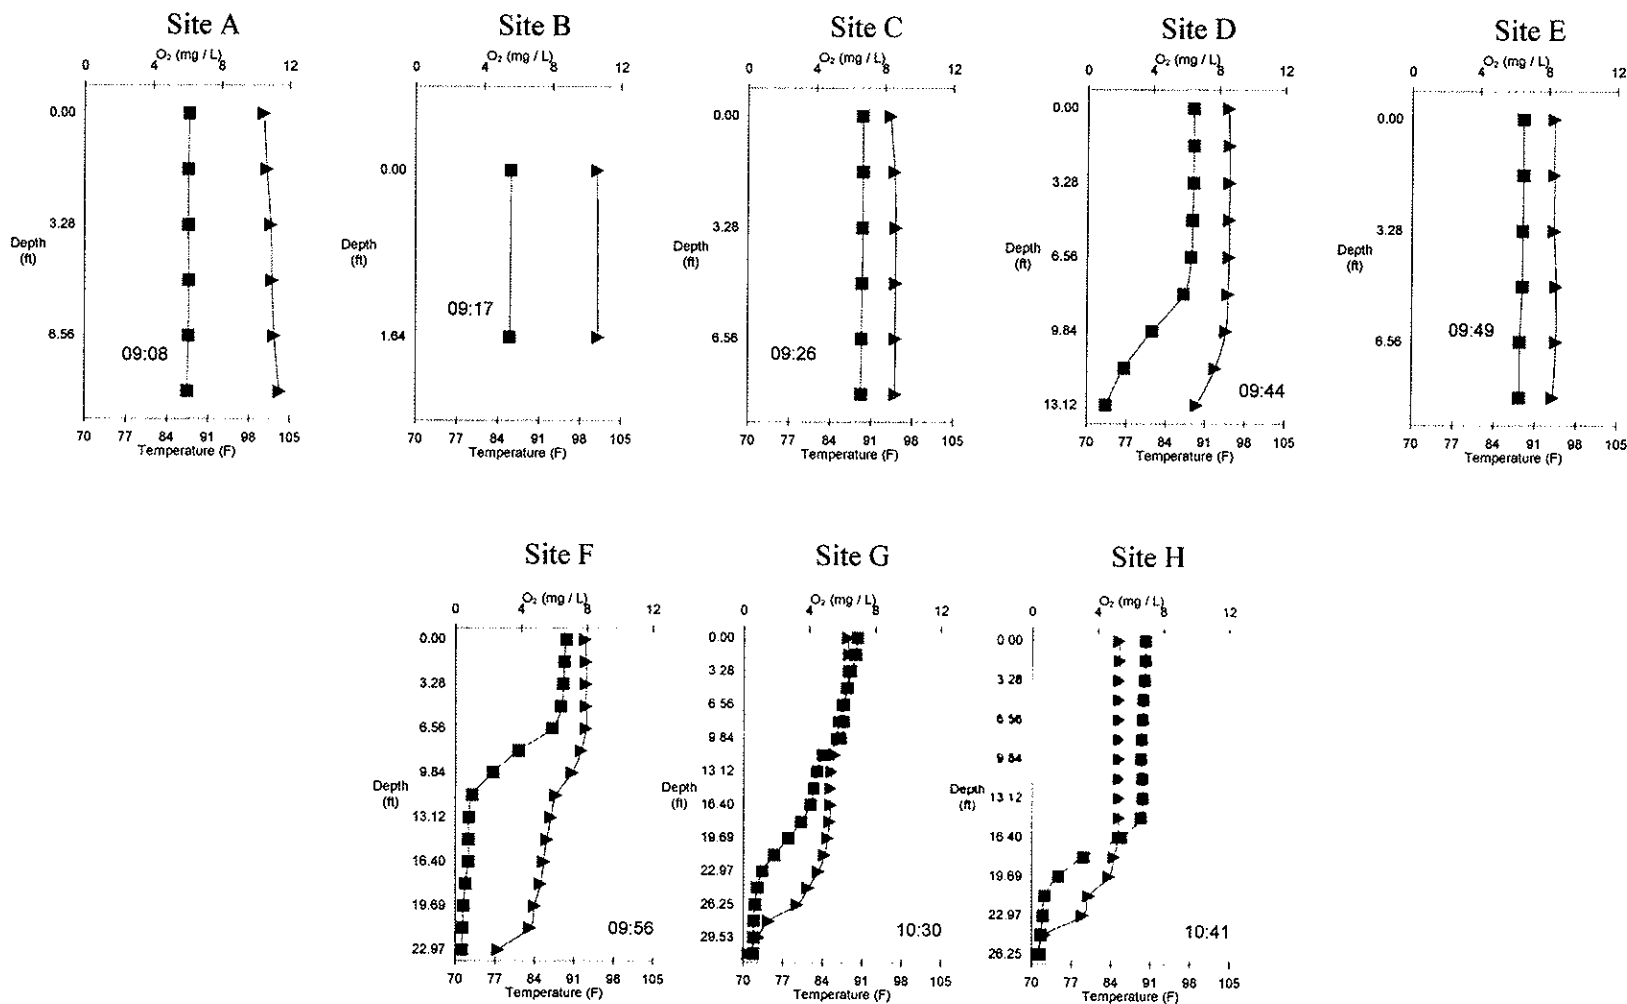 Site A
O₂ (mg / L)
0 4 8 12
0.00
3.28
Depth
(ft)
8.56
09:08
70 77 84 91 98 105
Temperature (F)
Site B
O₂ (mg / L)
0 4 8 12
0.00
Depth
(ft)
09:17
1.64
70 77 84 91 98 105
Temperature (F)
Site C
O₂ (mg / L)
0 4 8 12
0.00
3.28
Depth
(ft)
6.56
09:26
70 77 84 91 98 105
Temperature (F)
Site D
O₂ (mg / L)
0 4 8 12
0.00
3.28
Depth
(ft)
6.56
9.84
09:44
13.12
70 77 84 91 98 105
Temperature (F)
Site E
O₂ (mg / L)
0 4 8 12
0.00
3.28
Depth
(ft)
09:49
6.56
70 77 84 91 98 105
Temperature (F)
Site F
O₂ (mg / L)
0 4 8 12
0.00
3.28
6.56
9.84
Depth
(ft)
13.12
16.40
19.69
09:56
22.97
70 77 84 91 98 105
Temperature (F)
Site G
O₂ (mg / L)
0 4 8 12
0.00
3.28
6 56
9 84
13.12
Depth
(ft)
16.40
19.69
22.97
26.25
29.53
10:30
70 77 84 91 98 105
Temperature (F)
Site H
O₂ (mg / L)
0 4 8 12
0 00
3.28
6 56
9 84
Depth
(ft)
13.12
16.40
19.69
22.97
10:41
26.25
70 77 84 91 98 105
Temperature (F)